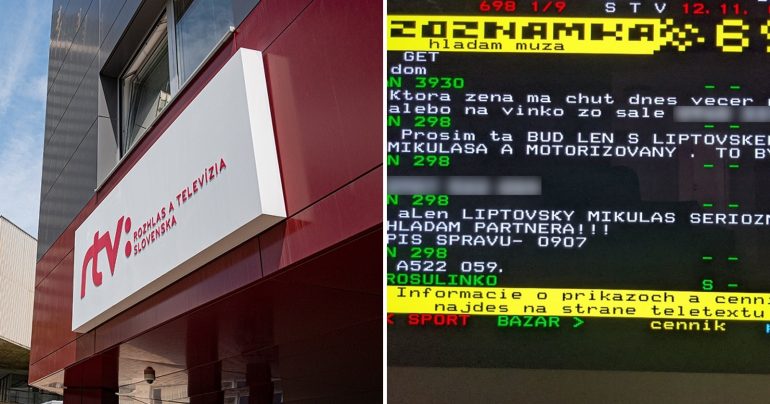 rtv:
ROZHLAS A TELEVÍZIA
SLOVENSKA
698 1/9 STV 12.11.
ZOZNAMKA
hladam muza
GET
dom
N 3930 - -
Ktora zena ma chut dnes vecer
alebo na vinko zo sale
N 298 - -
Prosim ta BUD LEN S LIPTOVSKE
MIKULASA A MOTORIZOVANY . TO BY
N 298 - -
N 298 - -
aLen LIPTOVSKY MIKULAS SERIOZN
HLADAM PARTNERA!!!
PIS SPRAVU- 0907
N 298 - -
A522 059.
ROSULINKO S -
Informacie o prikazoch a cenn
najdes na strane teletextu
SPORT BAZAR > cennik